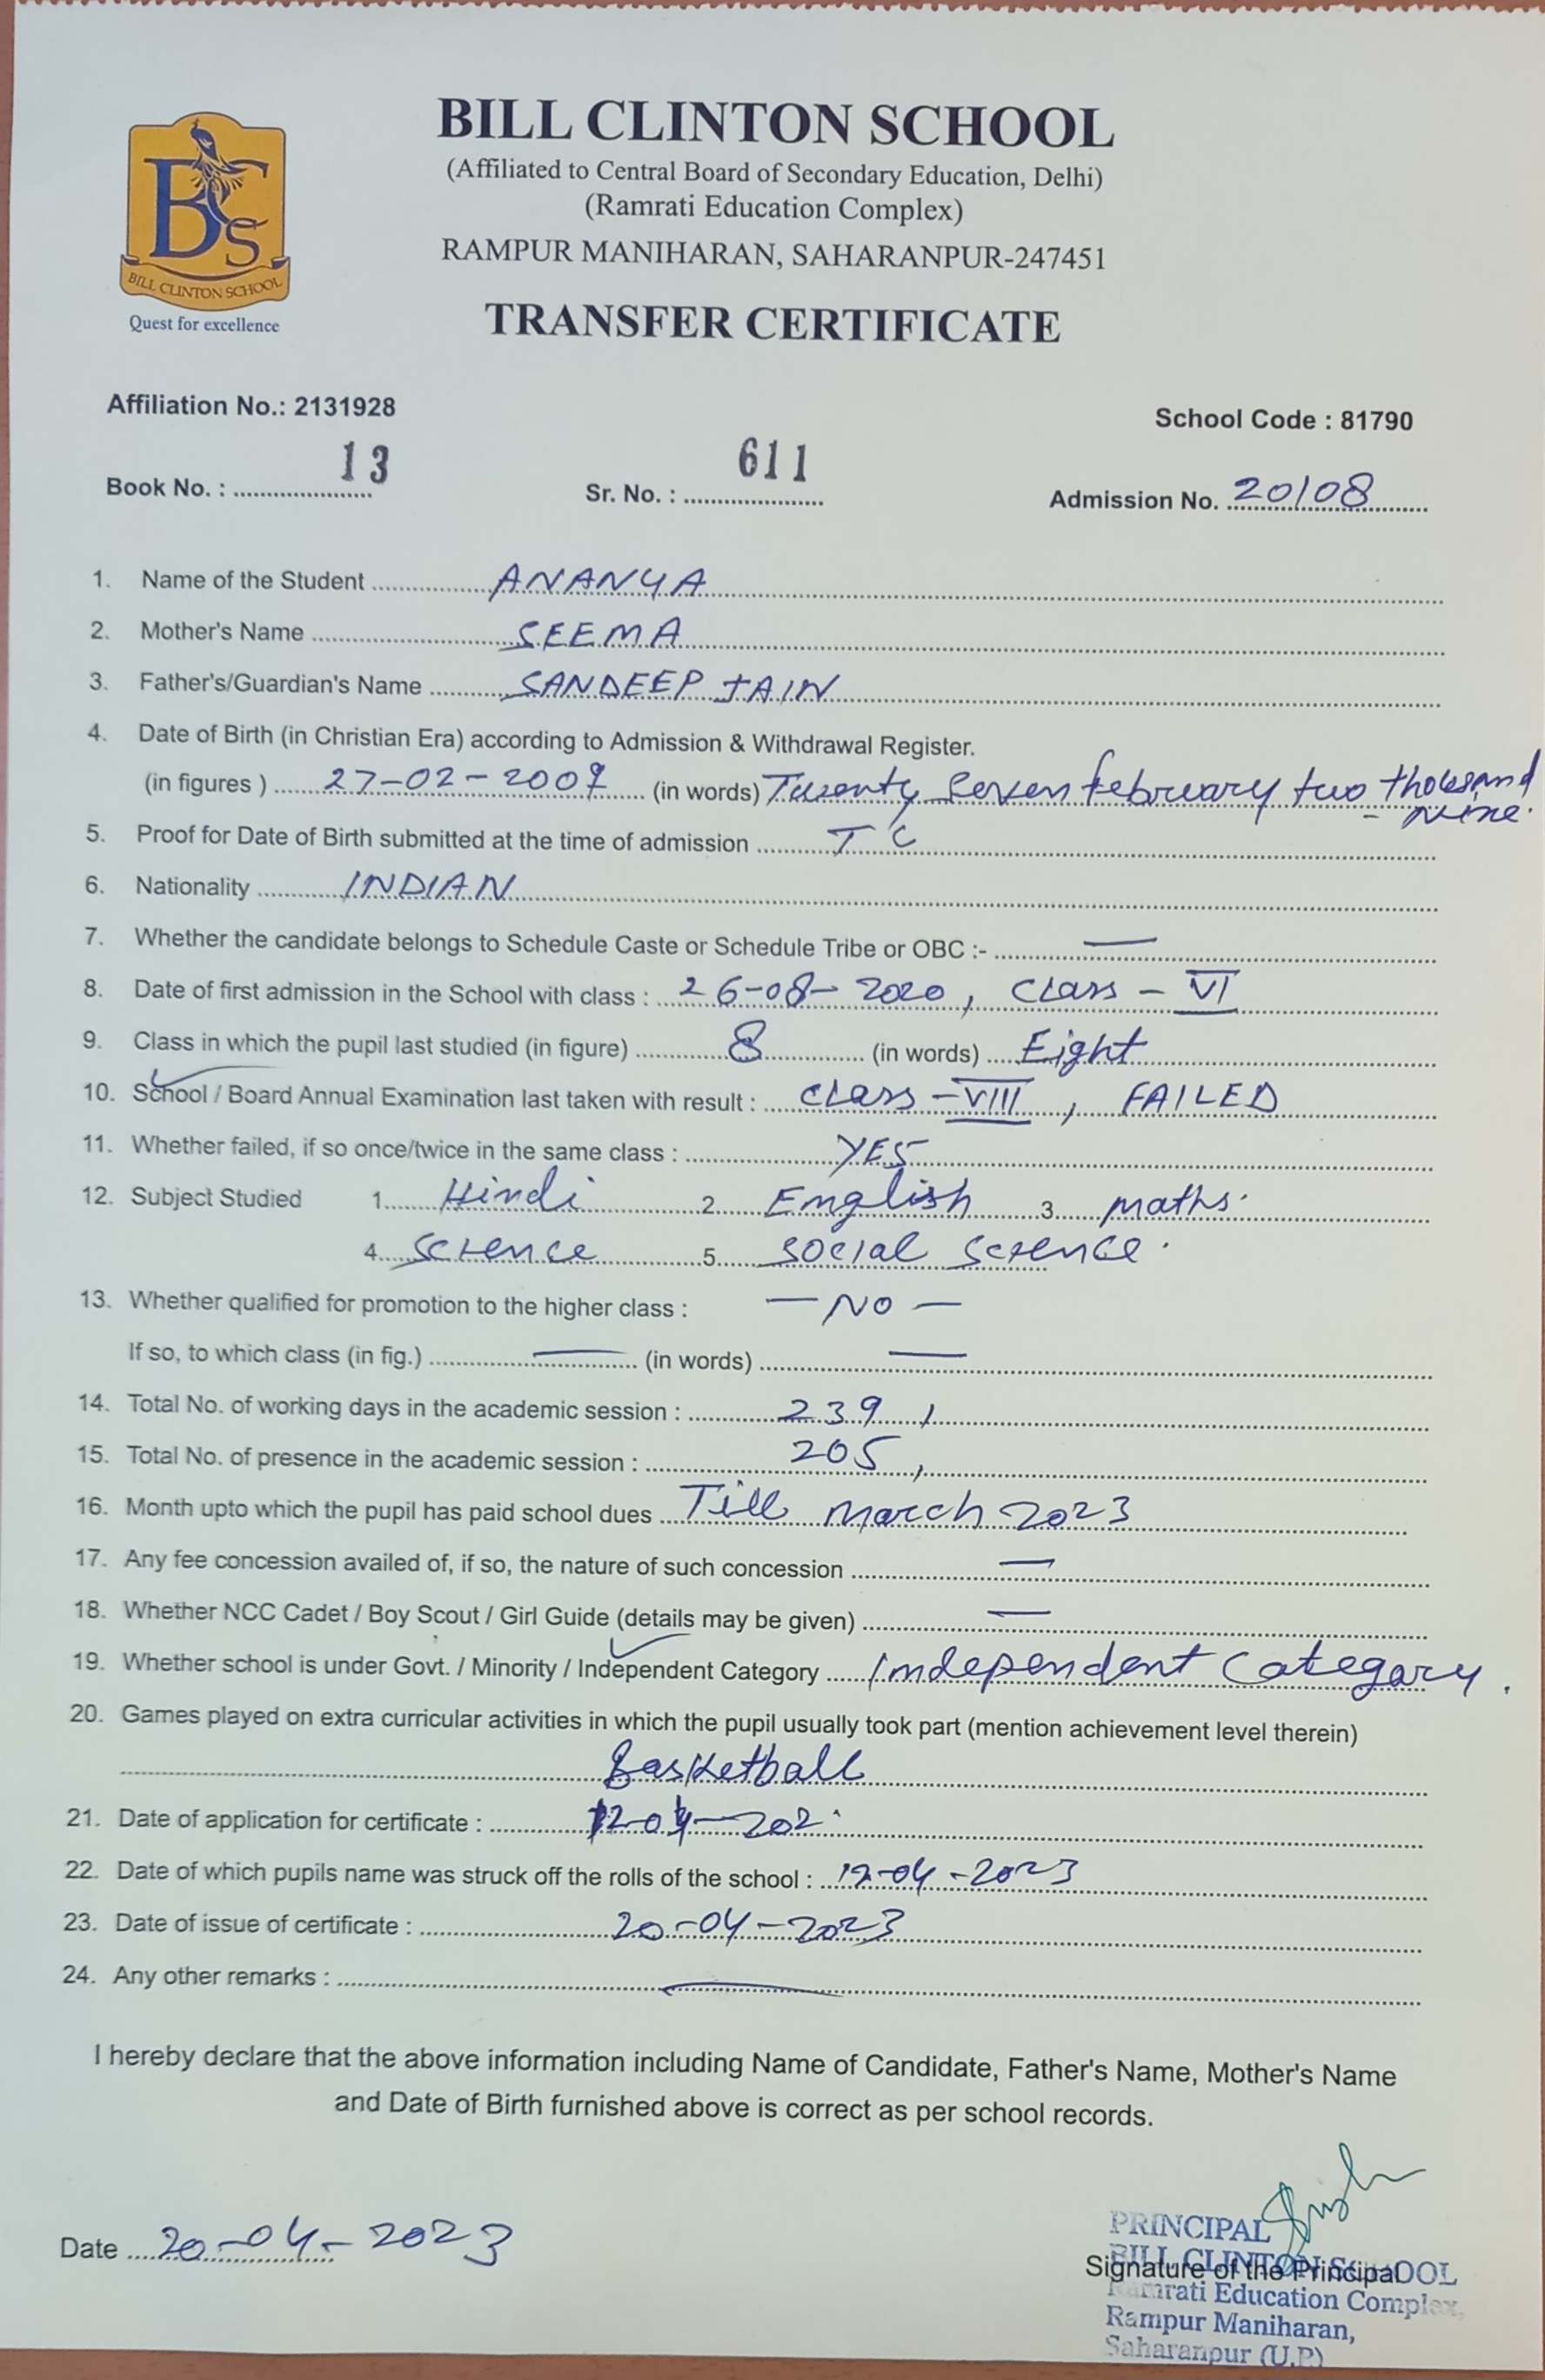 BILL CLINTON SCHOOL
(Affiliated to Central Board of Secondary Education, Delhi)
(Ramrati Education Complex)
RAMPUR MANIHARAN, SAHARANPUR-247451
BCS
BILL CLINTON SCHOOL
Quest for excellence
TRANSFER CERTIFICATE
Affiliation No.: 2131928
School Code : 81790
Book No. : 13 Sr. No. : 611 Admission No. 20/08
1. Name of the Student ANANYA
2. Mother's Name SEEMA
3. Father's/Guardian's Name SANDEEP JAIN
4. Date of Birth (in Christian Era) according to Admission & Withdrawal Register.
(in figures ) 27-02-2009 (in words) Twenty Seven february two thousand
- Nine.
5. Proof for Date of Birth submitted at the time of admission TC
6. Nationality INDIAN
7. Whether the candidate belongs to Schedule Caste or Schedule Tribe or OBC :- —
8. Date of first admission in the School with class : 26-08-2020, Class - VI
9. Class in which the pupil last studied (in figure) 8 (in words) Eight
10. School / Board Annual Examination last taken with result : Class - VIII, FAILED
11. Whether failed, if so once/twice in the same class : YES
12. Subject Studied 1. Hindi 2. English 3. maths.
4. Science 5. Social Science.
13. Whether qualified for promotion to the higher class : — NO —
If so, to which class (in fig.) — (in words) —
14. Total No. of working days in the academic session : 239,
15. Total No. of presence in the academic session : 205,
16. Month upto which the pupil has paid school dues Till March 2023
17. Any fee concession availed of, if so, the nature of such concession —
18. Whether NCC Cadet / Boy Scout / Girl Guide (details may be given) —
19. Whether school is under Govt. / Minority / Independent Category Independent Category.
20. Games played on extra curricular activities in which the pupil usually took part (mention achievement level therein)
Basketball
21. Date of application for certificate : 12-04-202
22. Date of which pupils name was struck off the rolls of the school : 12-04-2023
23. Date of issue of certificate : 20-04-2023
24. Any other remarks : —
I hereby declare that the above information including Name of Candidate, Father's Name, Mother's Name
and Date of Birth furnished above is correct as per school records.
Date 20-04-2023
PRINCIPAL
BILL CLINTON SCHOOL
Signature of the Principal
Ramrati Education Complex,
Rampur Maniharan,
Saharanpur (U.P)